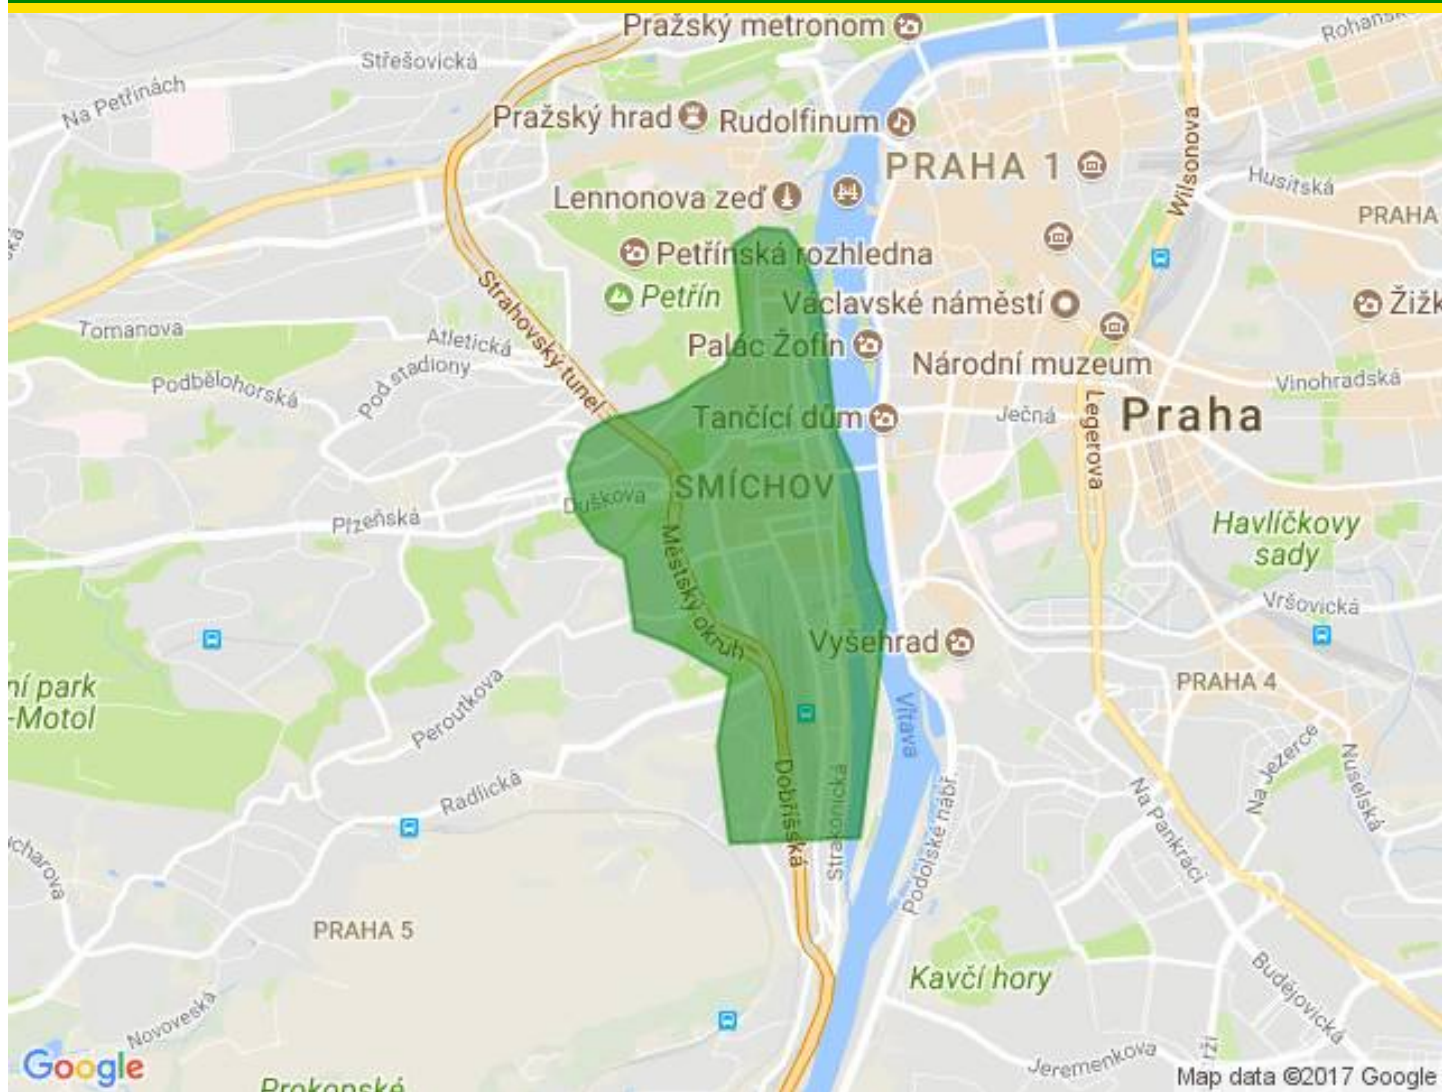 Pražský metronom
Rohansk
Střešovická
Na Petřinách
Pražský hrad
Rudolfinum
PRAHA 1
Wilsonova
Husitská
Lennonova zeď
PRAHA
Petřínská rozhledna
Strahovský tunel
Petřín
Václavské náměstí
Žižk
Tomanova
Atletická
Palác Žofín
Národní muzeum
Podbělohorská
Pod stadiony
Vinohradská
Tančící dům
Ječná
Legerova
Praha
SMÍCHOV
Duškova
Plzeňská
Městský okruh
Havlíčkovy
sady
Vršovická
Vyšehrad
ní park
-Motol
Peroutkova
Vltava
PRAHA 4
Na Jezerce
Nuselská
Radlická
Dobříšská
Strakonická
Podolské nábř.
Na Pankráci
charova
PRAHA 5
Kavčí hory
Budějovická
Novoveská
Jeremenkova
rží
Google
Prokopské
Map data ©2017 Google